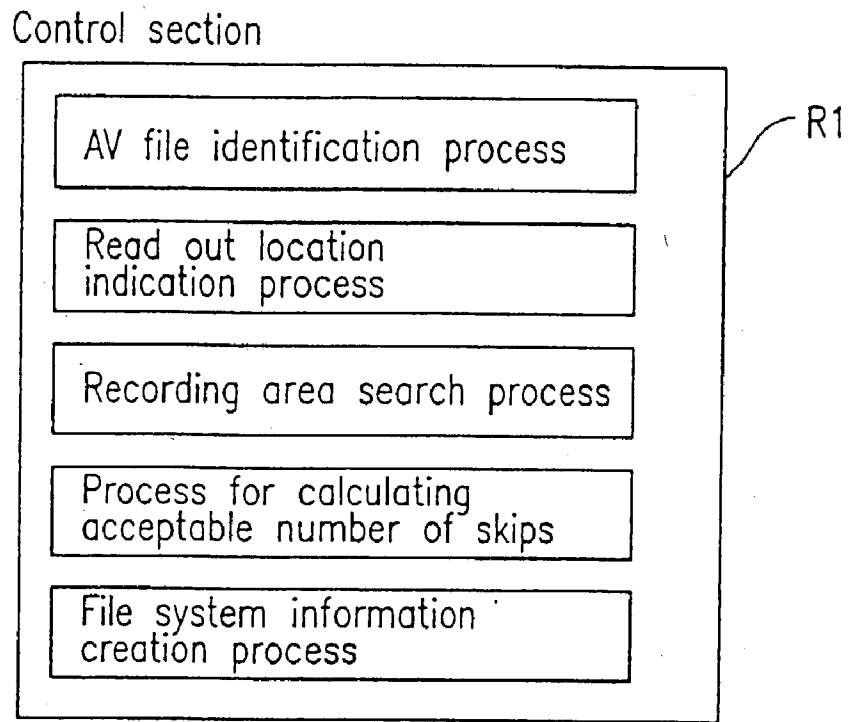 Control section
R1
AV file identification process
Read out location
indication process
Recording area search process
Process for calculating
acceptable number of skips
File system information
creation process